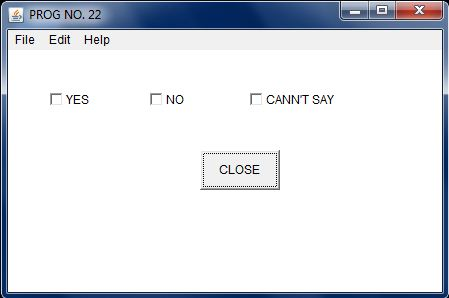 PROG NO. 22
File Edit Help
YES NO CANN'T SAY
CLOSE